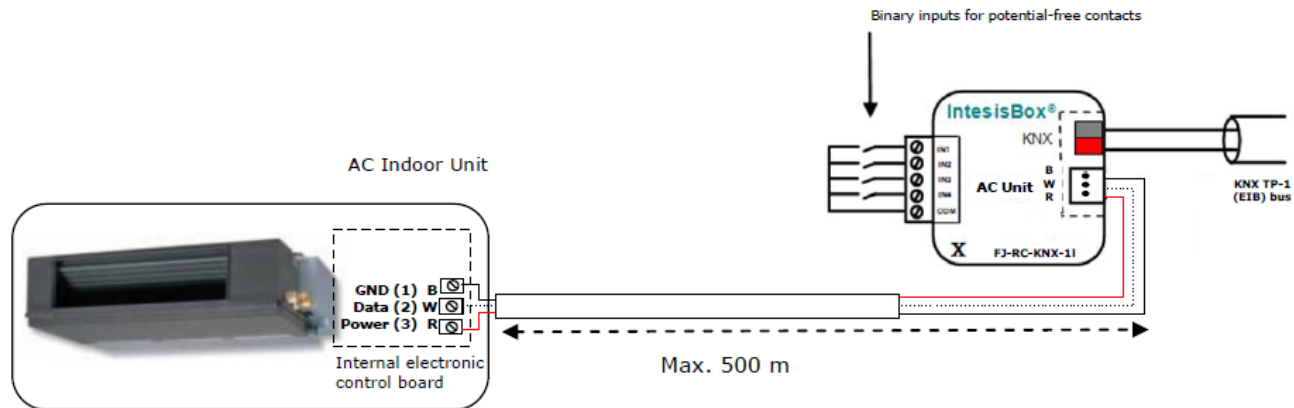 Binary inputs for potential-free contacts
IntesisBox®
KNX
IN1
IN2
IN3
IN4
COM
B
W
R
AC Unit
X
FJ-RC-KNX-1I
KNX TP-1
(EIB) bus
AC Indoor Unit
GND (1) B
Data (2) W
Power (3) R
Internal electronic
control board
Max. 500 m